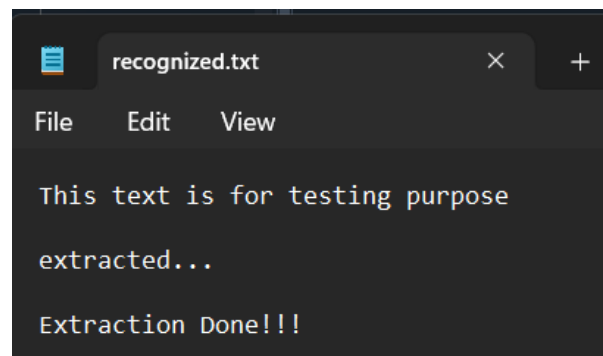 recognized.txt
File Edit View
This text is for testing purpose
extracted...
Extraction Done!!!